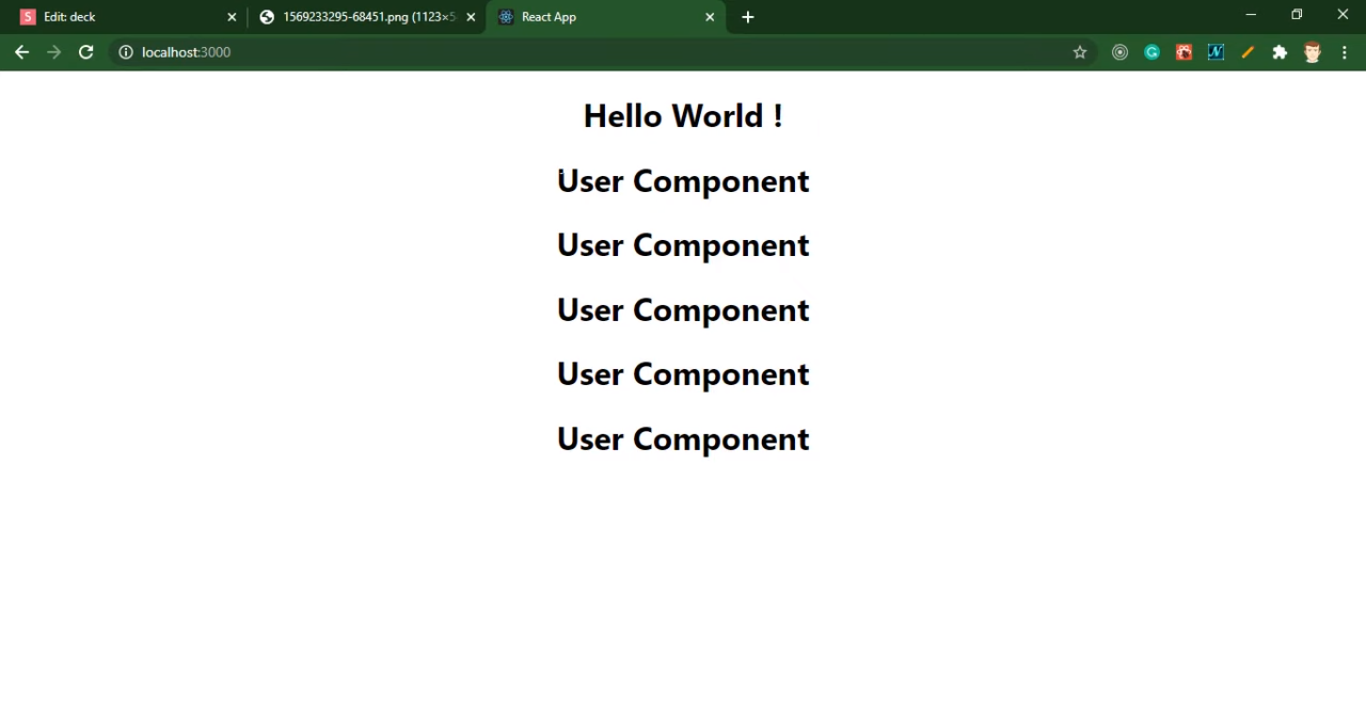 S Edit: deck
1569233295-68451.png (1123×5
React App
localhost:3000
Hello World !
User Component
User Component
User Component
User Component
User Component